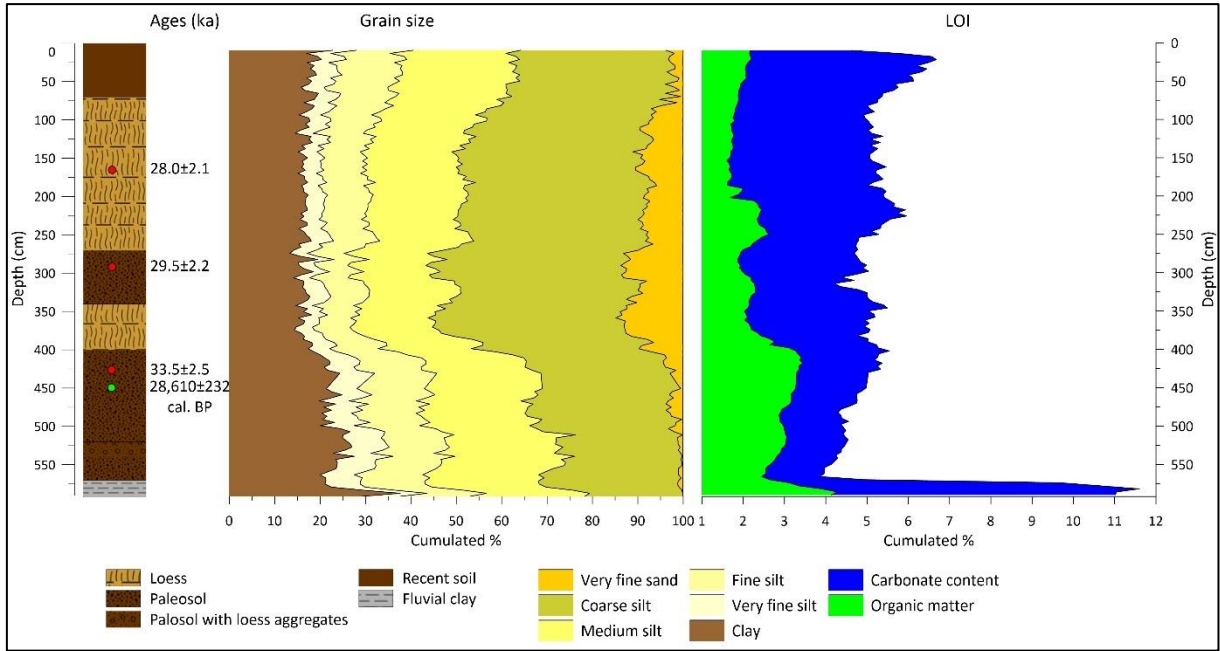 Ages (ka)
Grain size
LOI
Depth (cm)
0
50
100
150
200
250
300
350
400
450
500
550
28.0±2.1
29.5±2.2
33.5±2.5
28,610±232
cal. BP
0 10 20 30 40 50 60 70 80 90 100
Cumulated %
1 2 3 4 5 6 7 8 9 10 11 12
Cumulated %
0
50
100
150
200
250
300
350
400
450
500
550
Depth (cm)
Loess
Paleosol
Palosol with loess aggregates
Recent soil
Fluvial clay
Very fine sand
Coarse silt
Medium silt
Fine silt
Very fine silt
Clay
Carbonate content
Organic matter